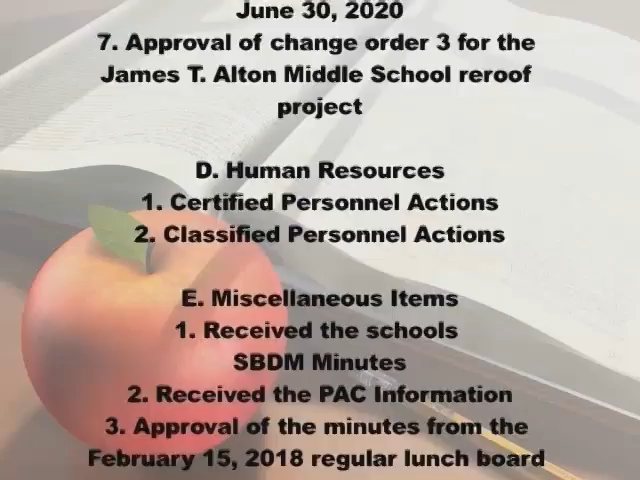 June 30, 2020
7. Approval of change order 3 for the
James T. Alton Middle School reroof
project
D. Human Resources
1. Certified Personnel Actions
2. Classified Personnel Actions
E. Miscellaneous Items
1. Received the schools
SBDM Minutes
2. Received the PAC Information
3. Approval of the minutes from the
February 15, 2018 regular lunch board